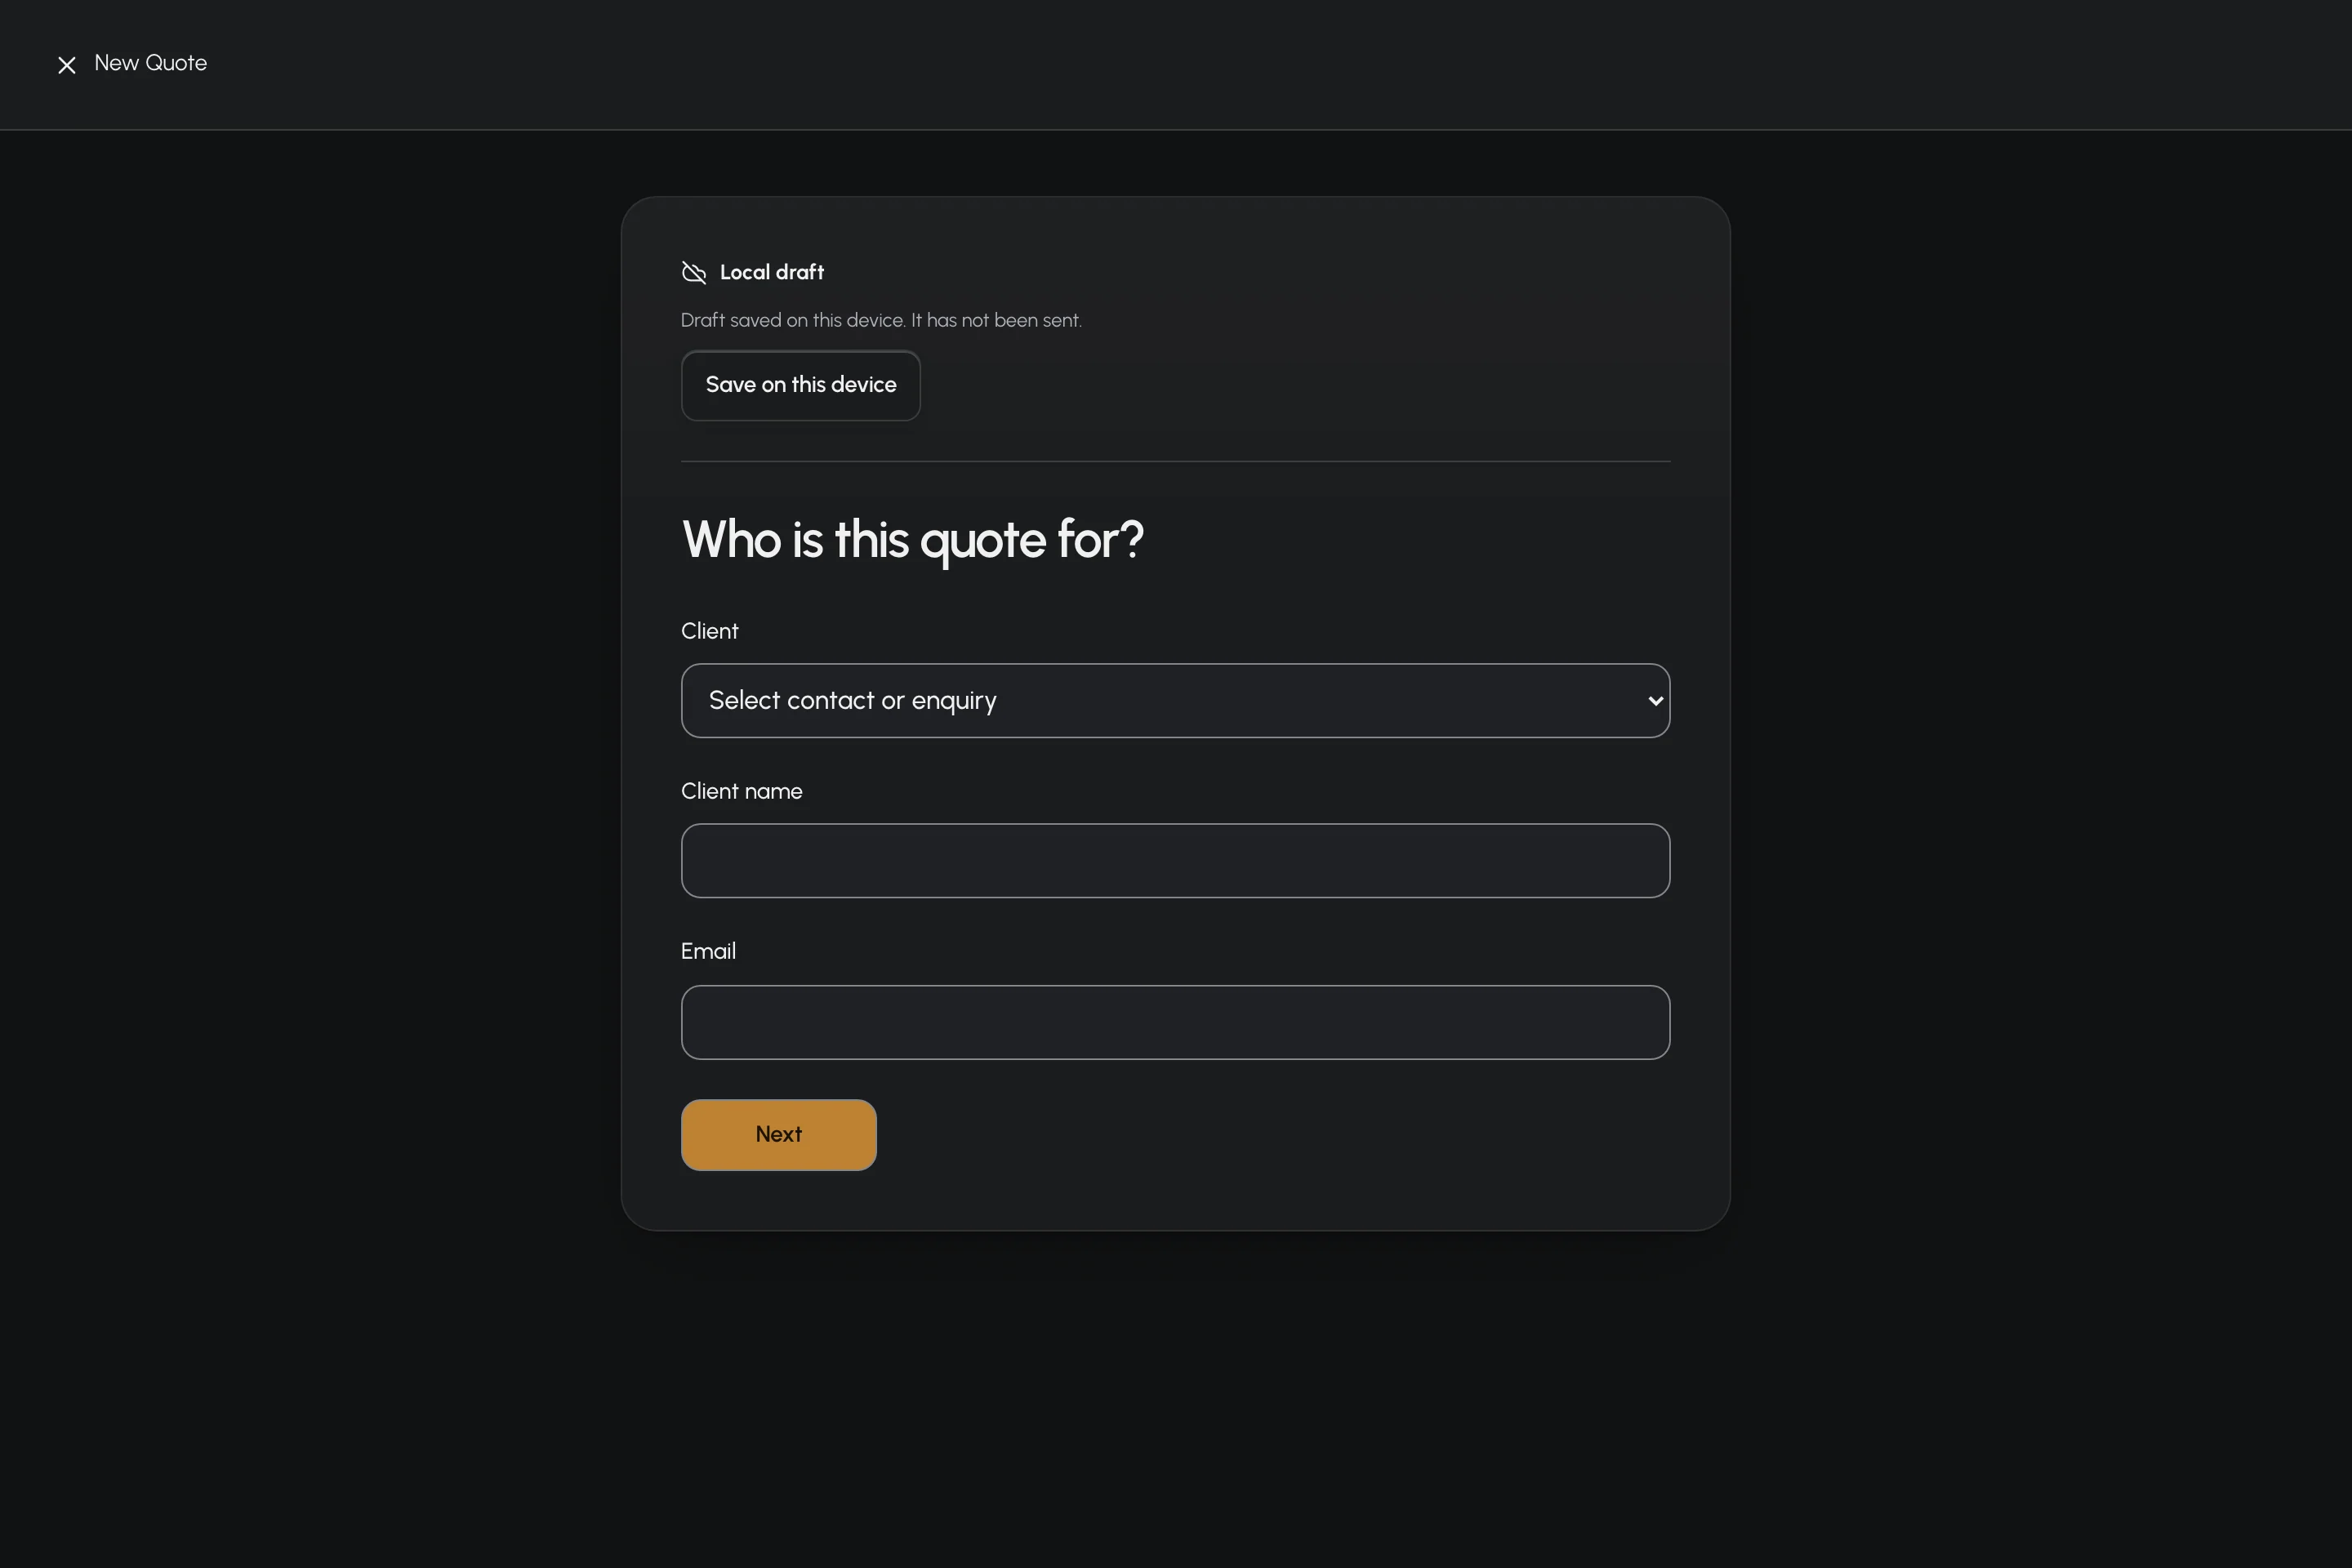 New Quote
Local draft
Draft saved on this device. It has not been sent.
Save on this device
Who is this quote for?
Client
Select contact or enquiry
Client name
Email
Next